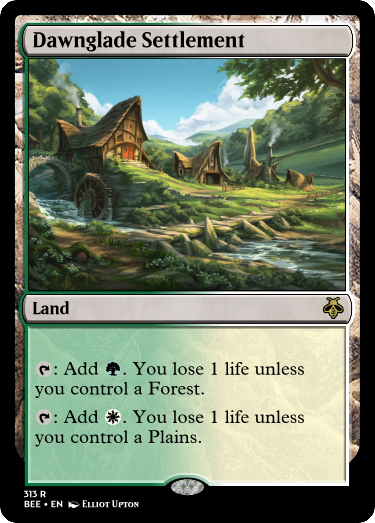 Dawnglade Settlement
Land
: Add . You lose 1 life unless
you control a Forest.
: Add . You lose 1 life unless
you control a Plains.
313 R
BEE • EN Elliot Upton